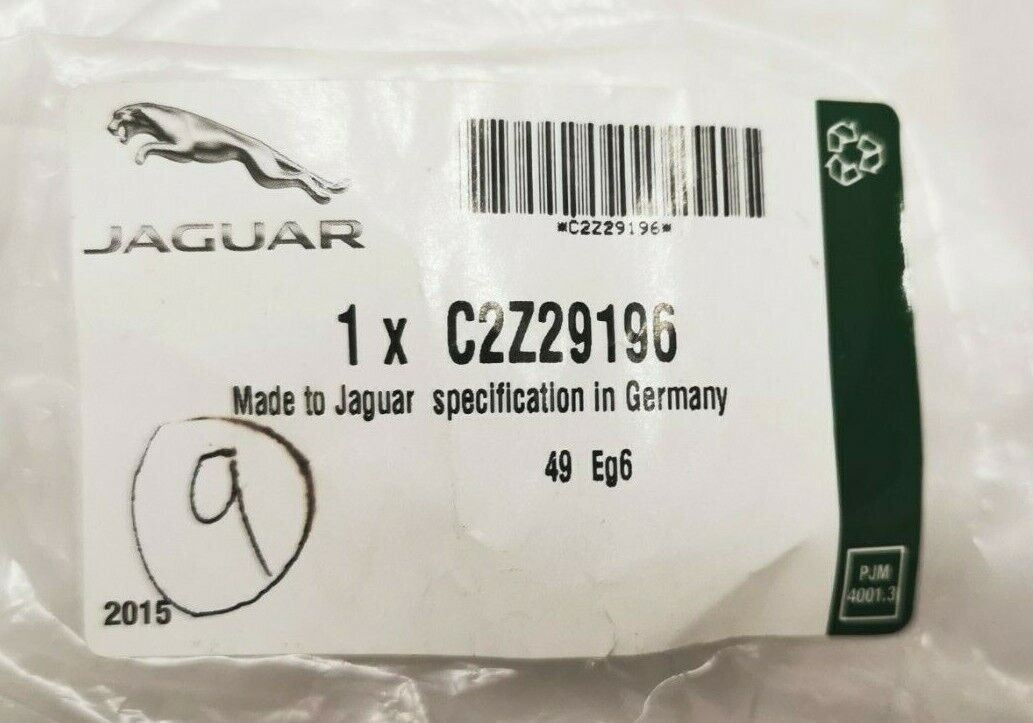 JAGUAR
*C2Z29196*
1 x C2Z29196
Made to Jaguar specification in Germany
49 Eg6
9
2015
PJM
4001.3